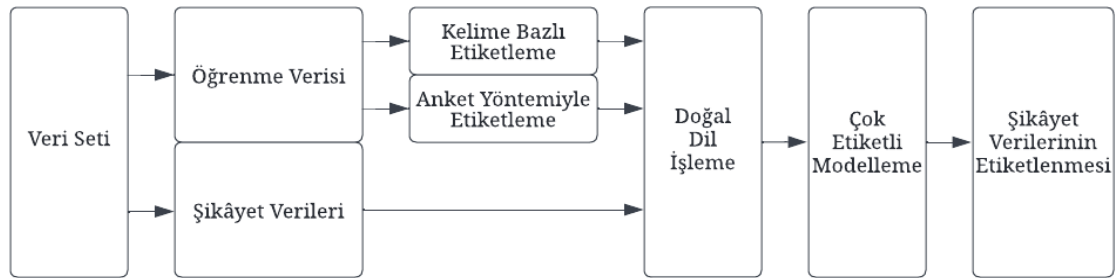 Veri Seti
Öğrenme Verisi
Şikâyet Verileri
Kelime Bazlı
Etiketleme
Anket Yöntemiyle
Etiketleme
Doğal
Dil
İşleme
Çok
Etiketli
Modelleme
Şikâyet
Verilerinin
Etiketlenmesi